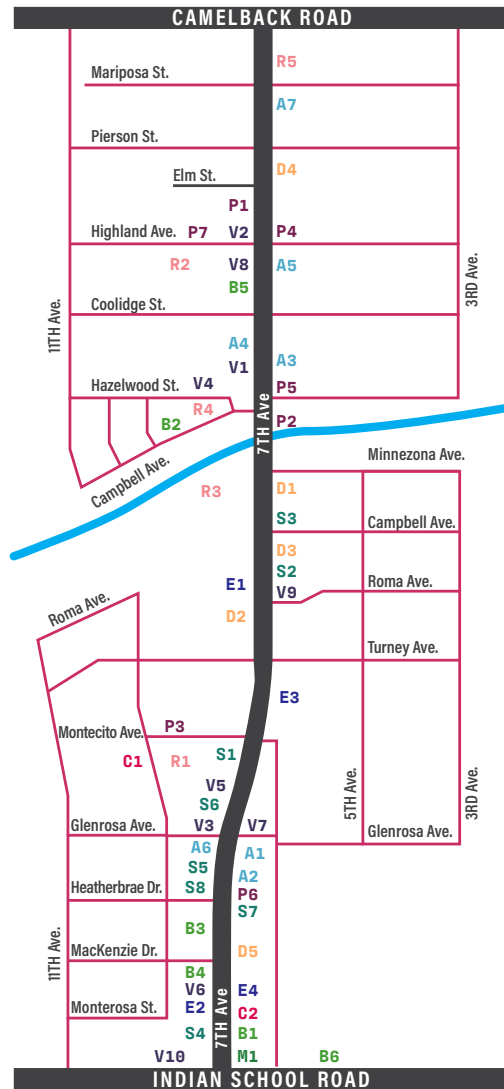 CAMELBACK ROAD
R5
Mariposa St.
A7
Pierson St.
D4
Elm St.
P1
Highland Ave. P7 V2 P4
R2 V8 A5
B5
11TH Ave.
3RD Ave.
Coolidge St.
A4
V1 A3
Hazelwood St. V4 P5
R4
B2 P2
7TH Ave
Campbell Ave.
Minnezona Ave.
R3 D1
S3 Campbell Ave.
D3
S2
E1 V9 Roma Ave.
Roma Ave.
D2
Turney Ave.
E3
Montecito Ave. P3
C1 R1 S1
V5
S6
5TH Ave.
3RD Ave.
Glenrosa Ave. V3 V7 Glenrosa Ave.
A6 A1
S5
A2
Heatherbrae Dr. S8 P6
S7
B3
11TH Ave.
MacKenzie Dr. D5
B4
V6 E4
Monterosa St. E2 C2
7TH Ave
S4 B1
V10 M1 B6
INDIAN SCHOOL ROAD